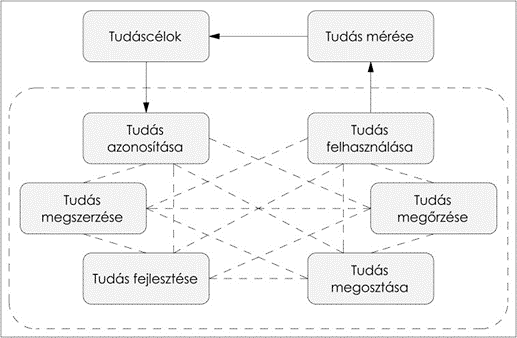 Tudáscélok
Tudás mérése
Tudás
azonosítása
Tudás
felhasználása
Tudás
megszerzése
Tudás
megőrzése
Tudás fejlesztése
Tudás
megosztása